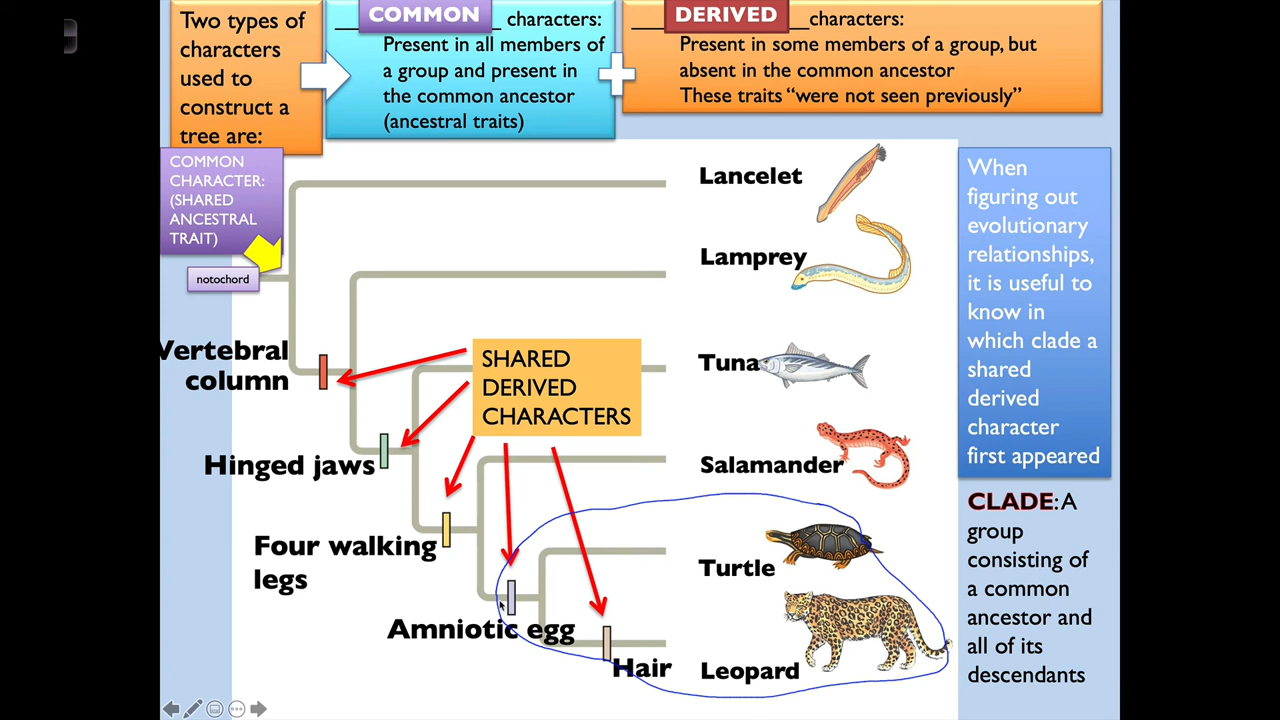 Two types of
characters
used to
construct a
tree are:
COMMON
___ characters:
Present in all members of
a group and present in
the common ancestor
(ancestral traits)
DERIVED
___ characters:
Present in some members of a group, but
absent in the common ancestor
These traits “were not seen previously”
COMMON
CHARACTER:
(SHARED
ANCESTRAL
TRAIT)
notochord
Lancelet
Lamprey
Tuna
Salamander
Turtle
Leopard
Vertebral
column
Hinged jaws
Four walking
legs
Amniotic egg
Hair
SHARED
DERIVED
CHARACTERS
When
figuring out
evolutionary
relationships,
it is useful to
know in
which clade a
shared
derived
character
first appeared
CLADE: A
group
consisting of
a common
ancestor and
all of its
descendants